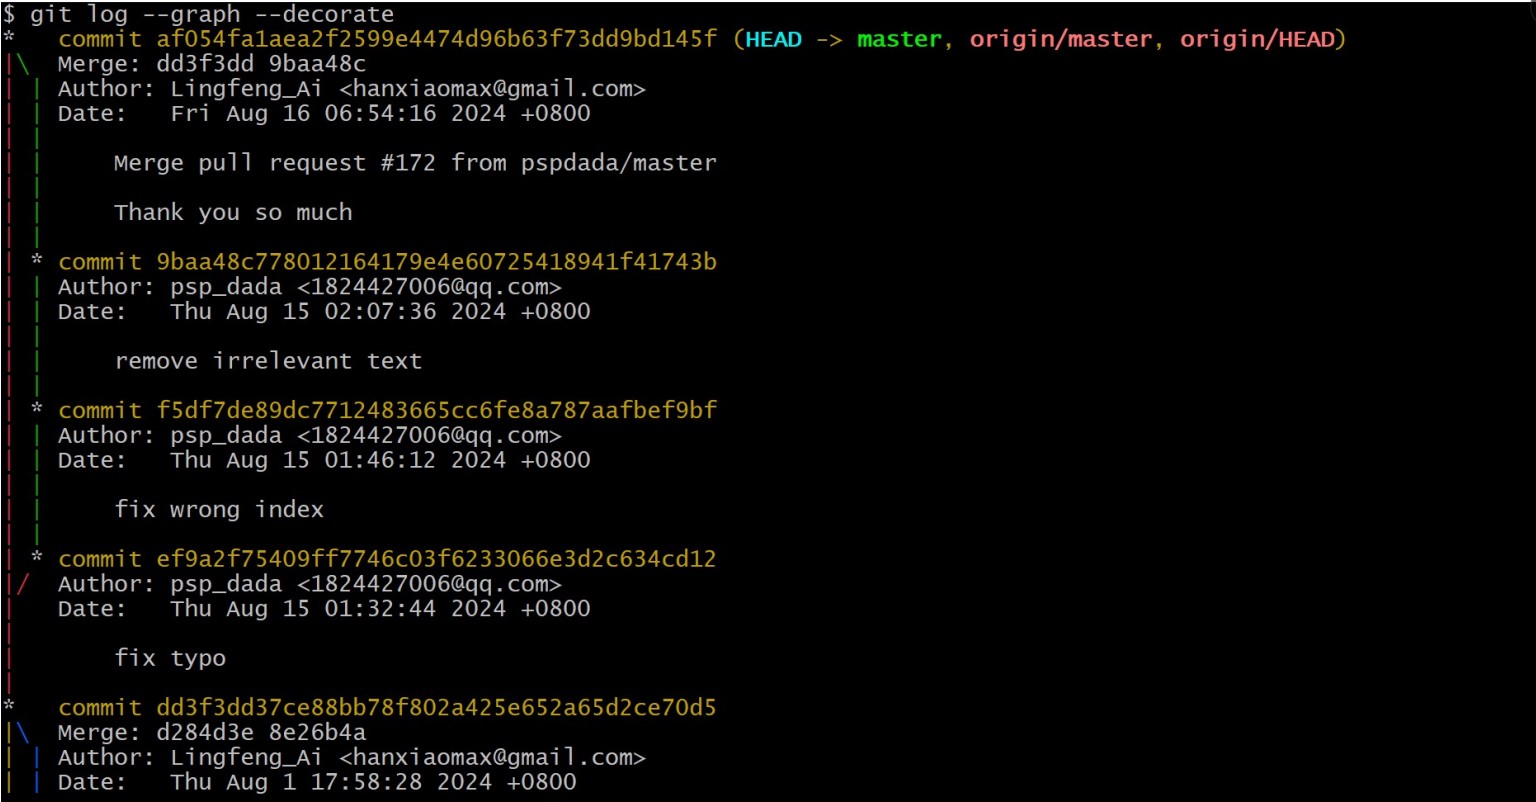 $ git log --graph --decorate
*   commit af054fa1aea2f2599e4474d96b63f73dd9bd145f (HEAD -> master, origin/master, origin/HEAD)
|\  Merge: dd3f3dd 9baa48c
| | Author: Lingfeng_Ai <hanxiaomax@gmail.com>
| | Date:   Fri Aug 16 06:54:16 2024 +0800
| |
| |     Merge pull request #172 from pspdada/master
| |
| |     Thank you so much
| |
| * commit 9baa48c778012164179e4e60725418941f41743b
| | Author: psp_dada <1824427006@qq.com>
| | Date:   Thu Aug 15 02:07:36 2024 +0800
| |
| |     remove irrelevant text
| |
| * commit f5df7de89dc7712483665cc6fe8a787aafbef9bf
| | Author: psp_dada <1824427006@qq.com>
| | Date:   Thu Aug 15 01:46:12 2024 +0800
| |
| |     fix wrong index
| |
| * commit ef9a2f75409ff7746c03f6233066e3d2c634cd12
|/  Author: psp_dada <1824427006@qq.com>
|   Date:   Thu Aug 15 01:32:44 2024 +0800
|
|       fix typo
|
*   commit dd3f3dd37ce88bb78f802a425e652a65d2ce70d5
|\  Merge: d284d3e 8e26b4a
| | Author: Lingfeng_Ai <hanxiaomax@gmail.com>
| | Date:   Thu Aug 1 17:58:28 2024 +0800